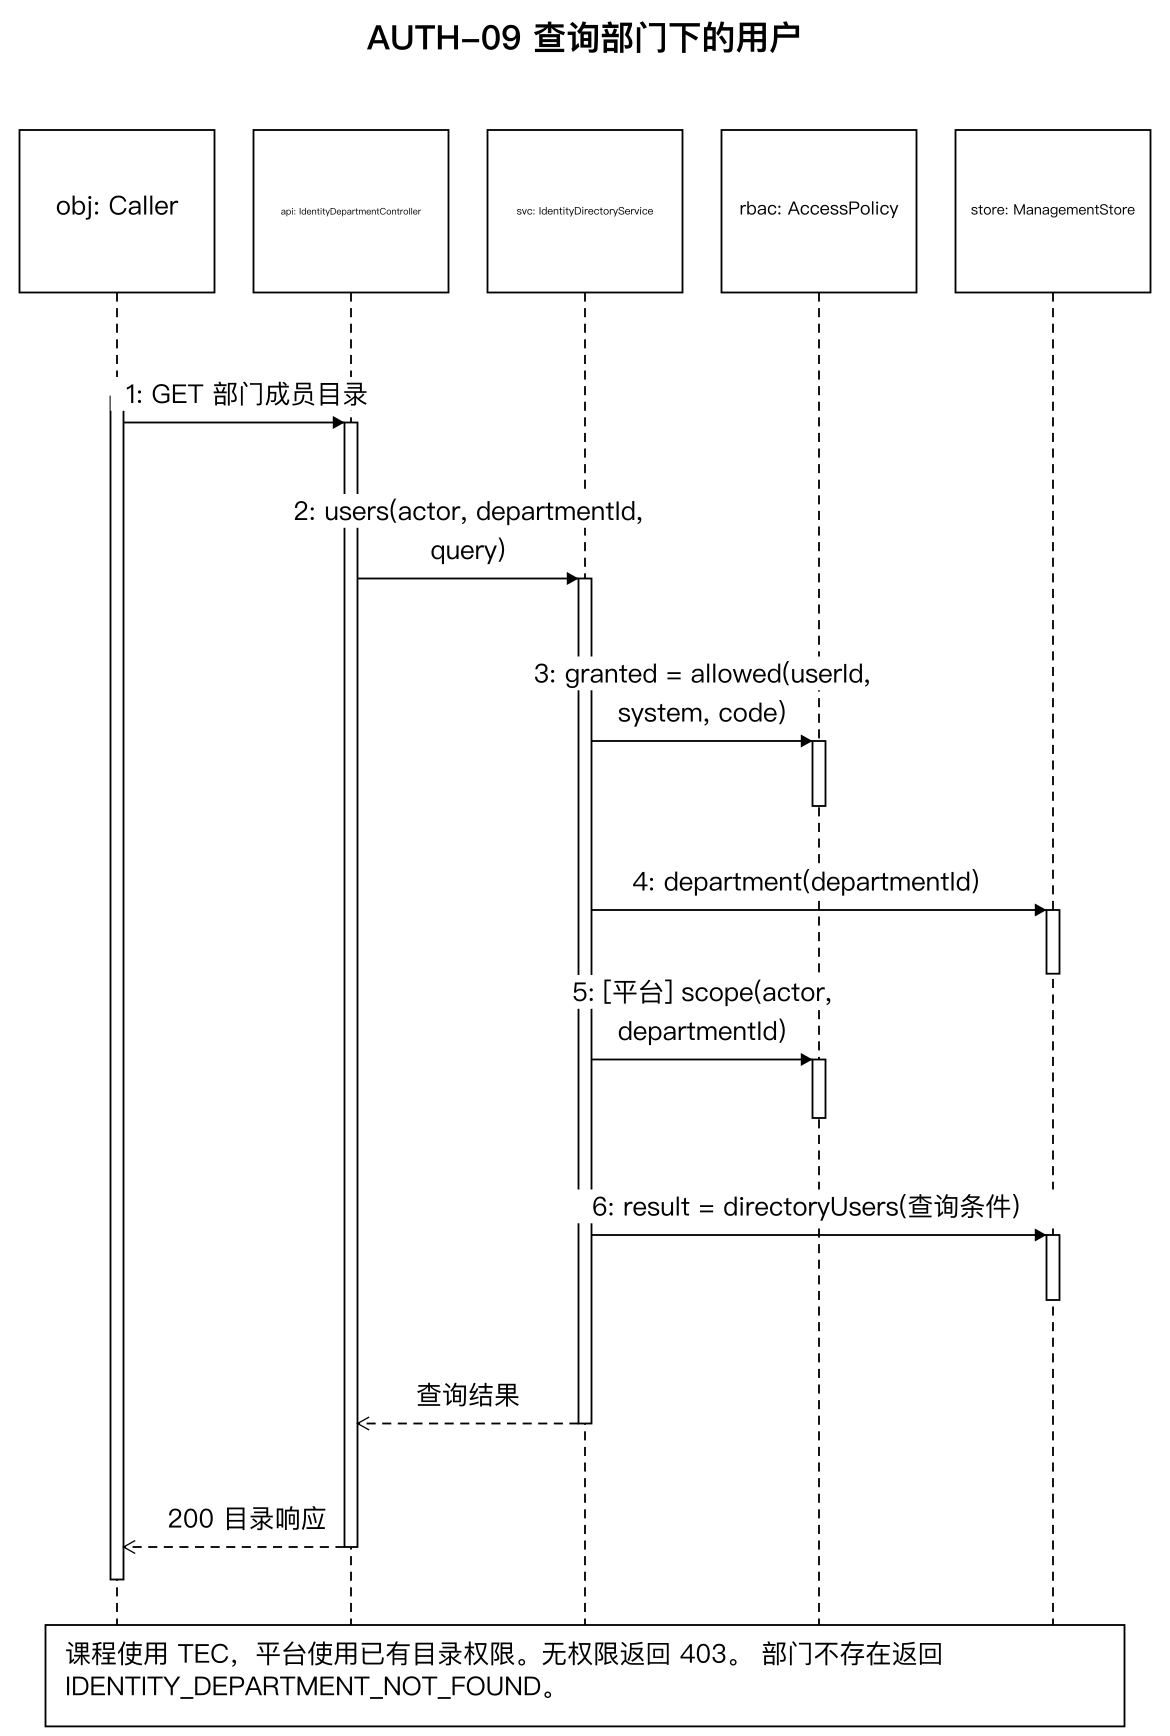 AUTH-09 查询部门下的用户
obj: Caller
api: IdentityDepartmentController
svc: IdentityDirectoryService
rbac: AccessPolicy
store: ManagementStore
1: GET 部门成员目录
2: users(actor, departmentId,
query)
3: granted = allowed(userId,
system, code)
4: department(departmentId)
5: [平台] scope(actor,
departmentId)
6: result = directoryUsers(查询条件)
查询结果
200 目录响应
课程使用 TEC，平台使用已有目录权限。无权限返回 403。 部门不存在返回
IDENTITY_DEPARTMENT_NOT_FOUND。